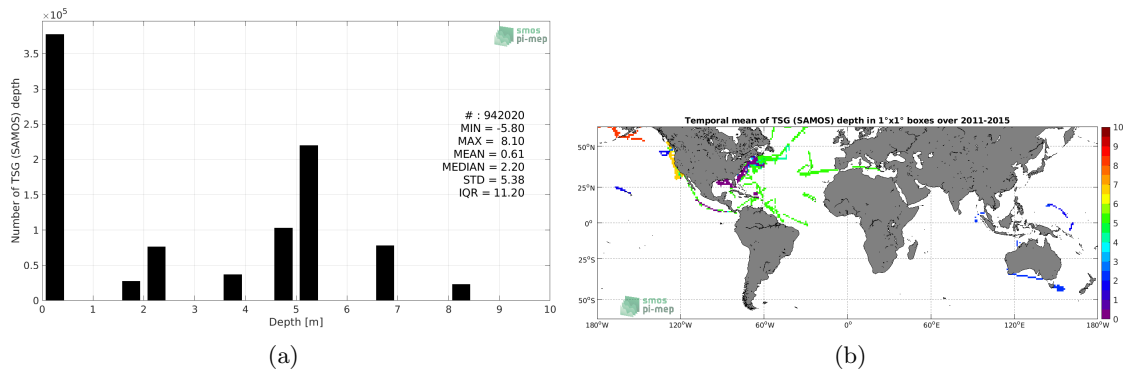 ×10⁵
smos
pi-mep
3.5
3
2.5
2
1.5
1
0.5
0
Number of TSG (SAMOS) depth
# : 942020
MIN = -5.80
MAX = 8.10
MEAN = 0.61
MEDIAN = 2.20
STD = 5.38
IQR = 11.20
0 1 2 3 4 5 6 7 8 9 10
Depth [m]
(a)
Temporal mean of TSG (SAMOS) depth in 1°x1° boxes over 2011-2015
50°N
25°N
0°
25°S
50°S
smos
pi-mep
180°W 120°W 60°W 0° 60°E 120°E 180°W
10
9
8
7
6
5
4
3
2
1
0
(b)